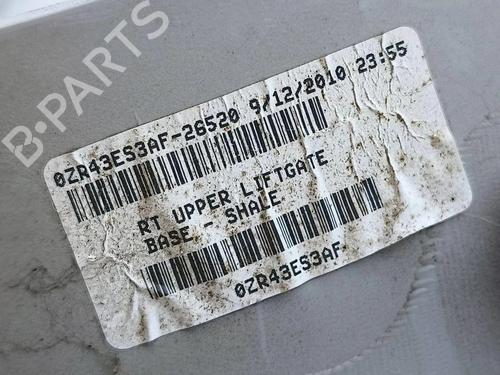 B-PARTS
0ZR43ES3AF-26520 9/12/2010 23:55
RT UPPER LIFTGATE
BASE - SHALE
0ZR43ES3AF